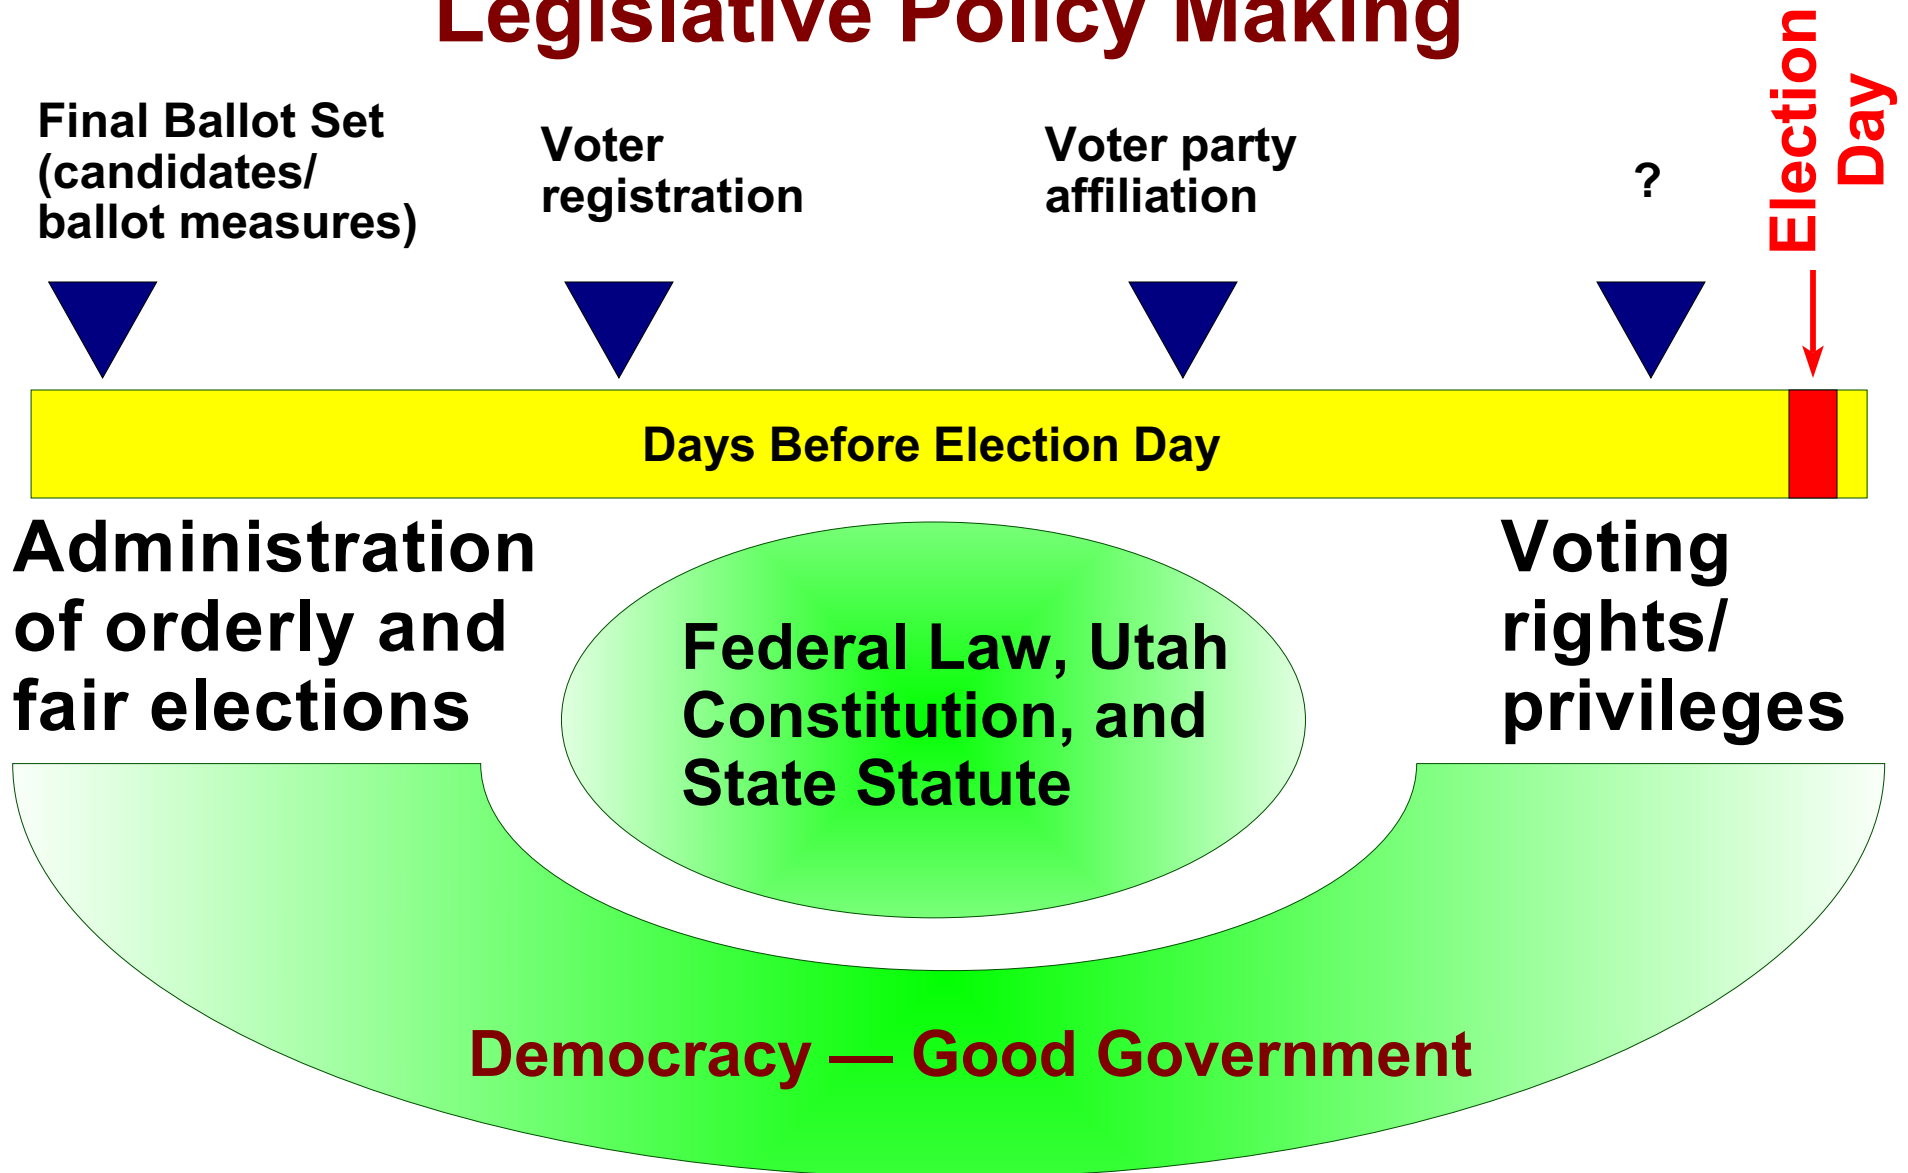 Legislative Policy Making
Final Ballot Set
(candidates/
ballot measures)
Voter
registration
Voter party
affiliation
?
Election
Day
Days Before Election Day
Administration
of orderly and
fair elections
Federal Law, Utah
Constitution, and
State Statute
Voting
rights/
privileges
Democracy — Good Government